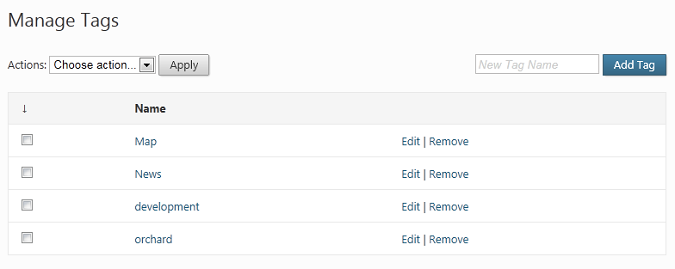 Manage Tags
Actions: Choose action... Apply New Tag Name Add Tag
↓ Name
Map Edit | Remove
News Edit | Remove
development Edit | Remove
orchard Edit | Remove